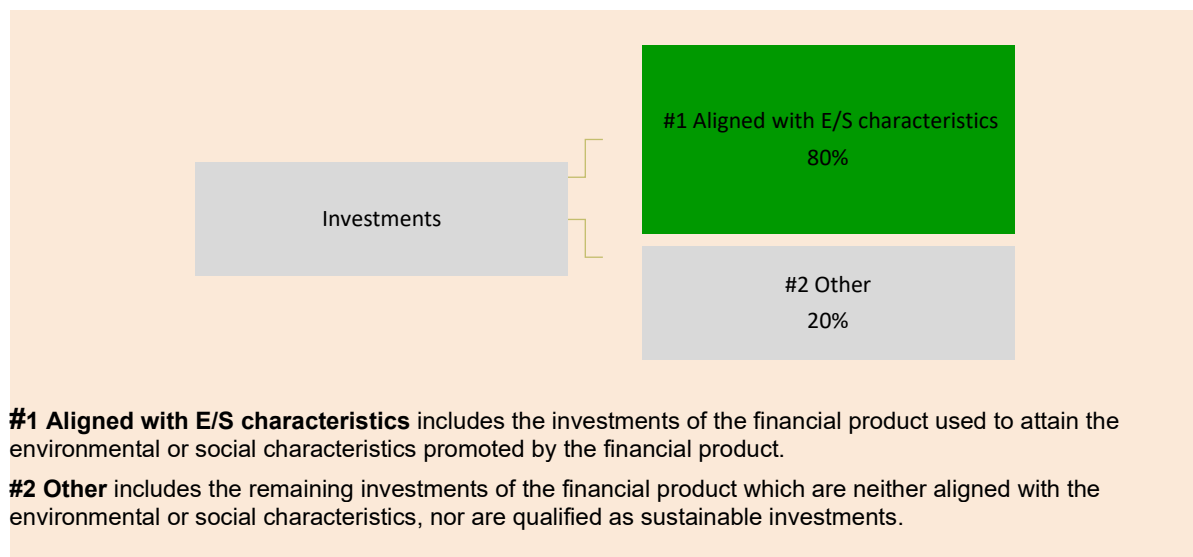 #1 Aligned with E/S characteristics
80%
Investments
#2 Other
20%
#1 Aligned with E/S characteristics includes the investments of the financial product used to attain the
environmental or social characteristics promoted by the financial product.
#2 Other includes the remaining investments of the financial product which are neither aligned with the
environmental or social characteristics, nor are qualified as sustainable investments.